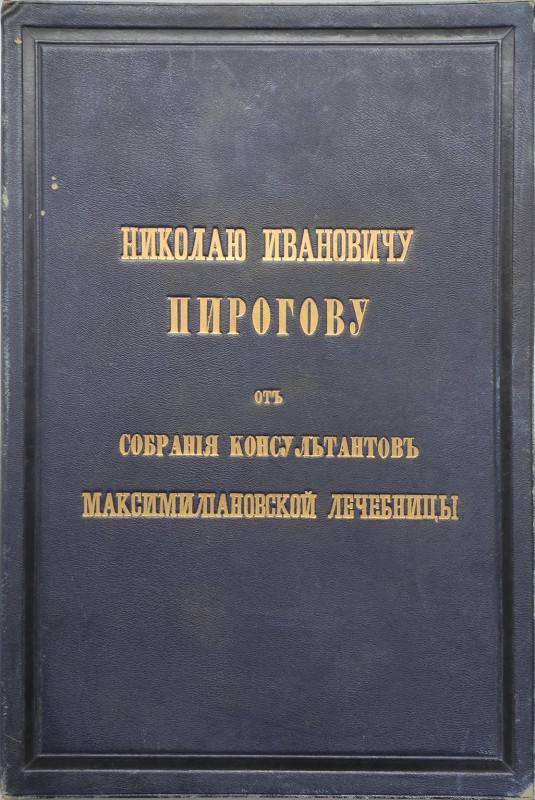 НИКОЛАЮ ИВАНОВИЧУ
ПИРОГОВУ
отъ
СОБРАНІЯ КОНСУЛЬТАНТОВЪ
МАКСИМИЛІАНОВСКОЙ ЛЕЧЕБНИЦЫ